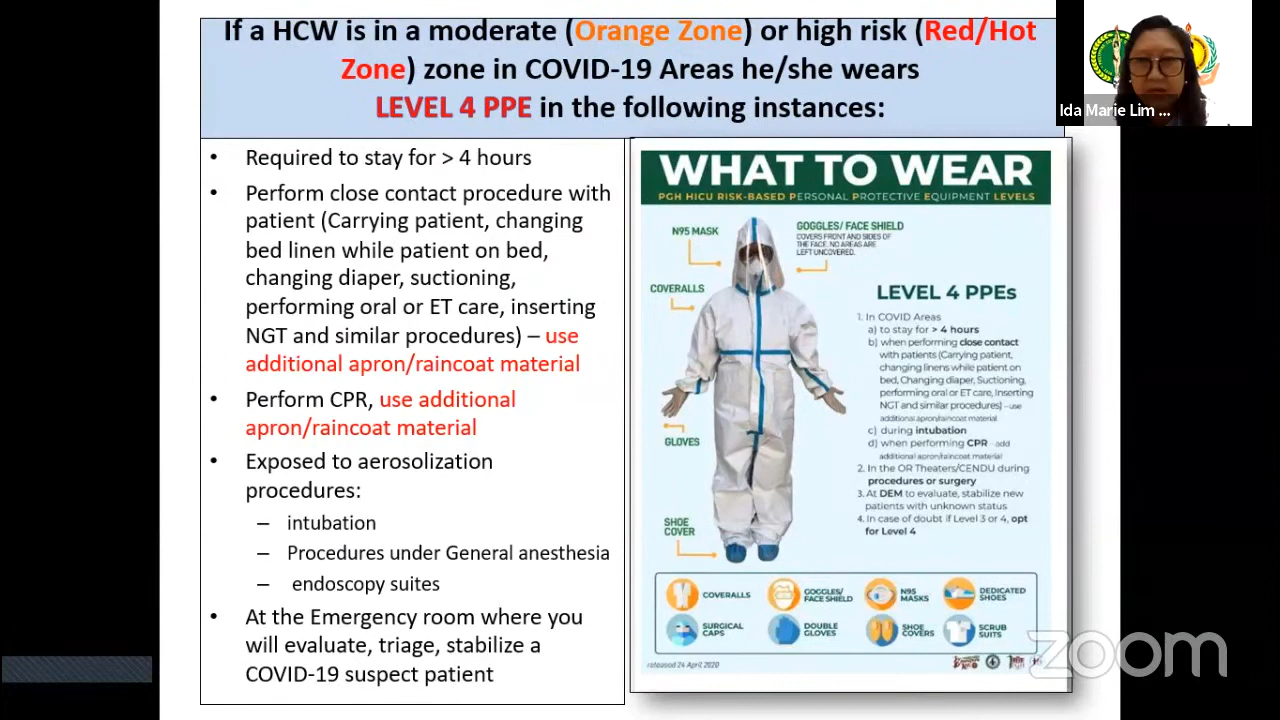 If a HCW is in a moderate (Orange Zone) or high risk (Red/Hot
Zone) zone in COVID-19 Areas he/she wears
LEVEL 4 PPE in the following instances:
Ida Marie Lim ...
• Required to stay for > 4 hours
• Perform close contact procedure with
patient (Carrying patient, changing
bed linen while patient on bed,
changing diaper, suctioning,
performing oral or ET care, inserting
NGT and similar procedures) – use
additional apron/raincoat material
• Perform CPR, use additional
apron/raincoat material
• Exposed to aerosolization
procedures:
– intubation
– Procedures under General anesthesia
– endoscopy suites
• At the Emergency room where you
will evaluate, triage, stabilize a
COVID-19 suspect patient
WHAT TO WEAR
PGH HICU RISK-BASED PERSONAL PROTECTIVE EQUIPMENT LEVELS
N95 MASK
GOGGLES/ FACE SHIELD
COVERS FRONT AND SIDES OF
THE FACE. NO AREAS ARE
LEFT UNCOVERED.
COVERALLS
GLOVES
SHOE
COVER
LEVEL 4 PPEs
1. In COVID Areas
a) to stay for > 4 hours
b) when performing close contact
with patients (Carrying patient,
changing linens while patient on
bed, Changing diaper, Suctioning,
performing oral or ET care, Inserting
NGT and similar procedures) – use
additional apron/raincoat material
c) during intubation
d) when performing CPR – add
additional apron/raincoat material
2. In the OR Theaters/CENDU during
procedures or surgery
3. At DEM to evaluate, stabilize new
patients with unknown status
4. In case of doubt if Level 3 or 4, opt
for Level 4
COVERALLS
GOGGLES/
FACE SHIELD
N95
MASKS
DEDICATED
SHOES
SURGICAL
CAPS
DOUBLE
GLOVES
SHOE
COVERS
SCRUB
SUITS
released 24 April 2020
zoom